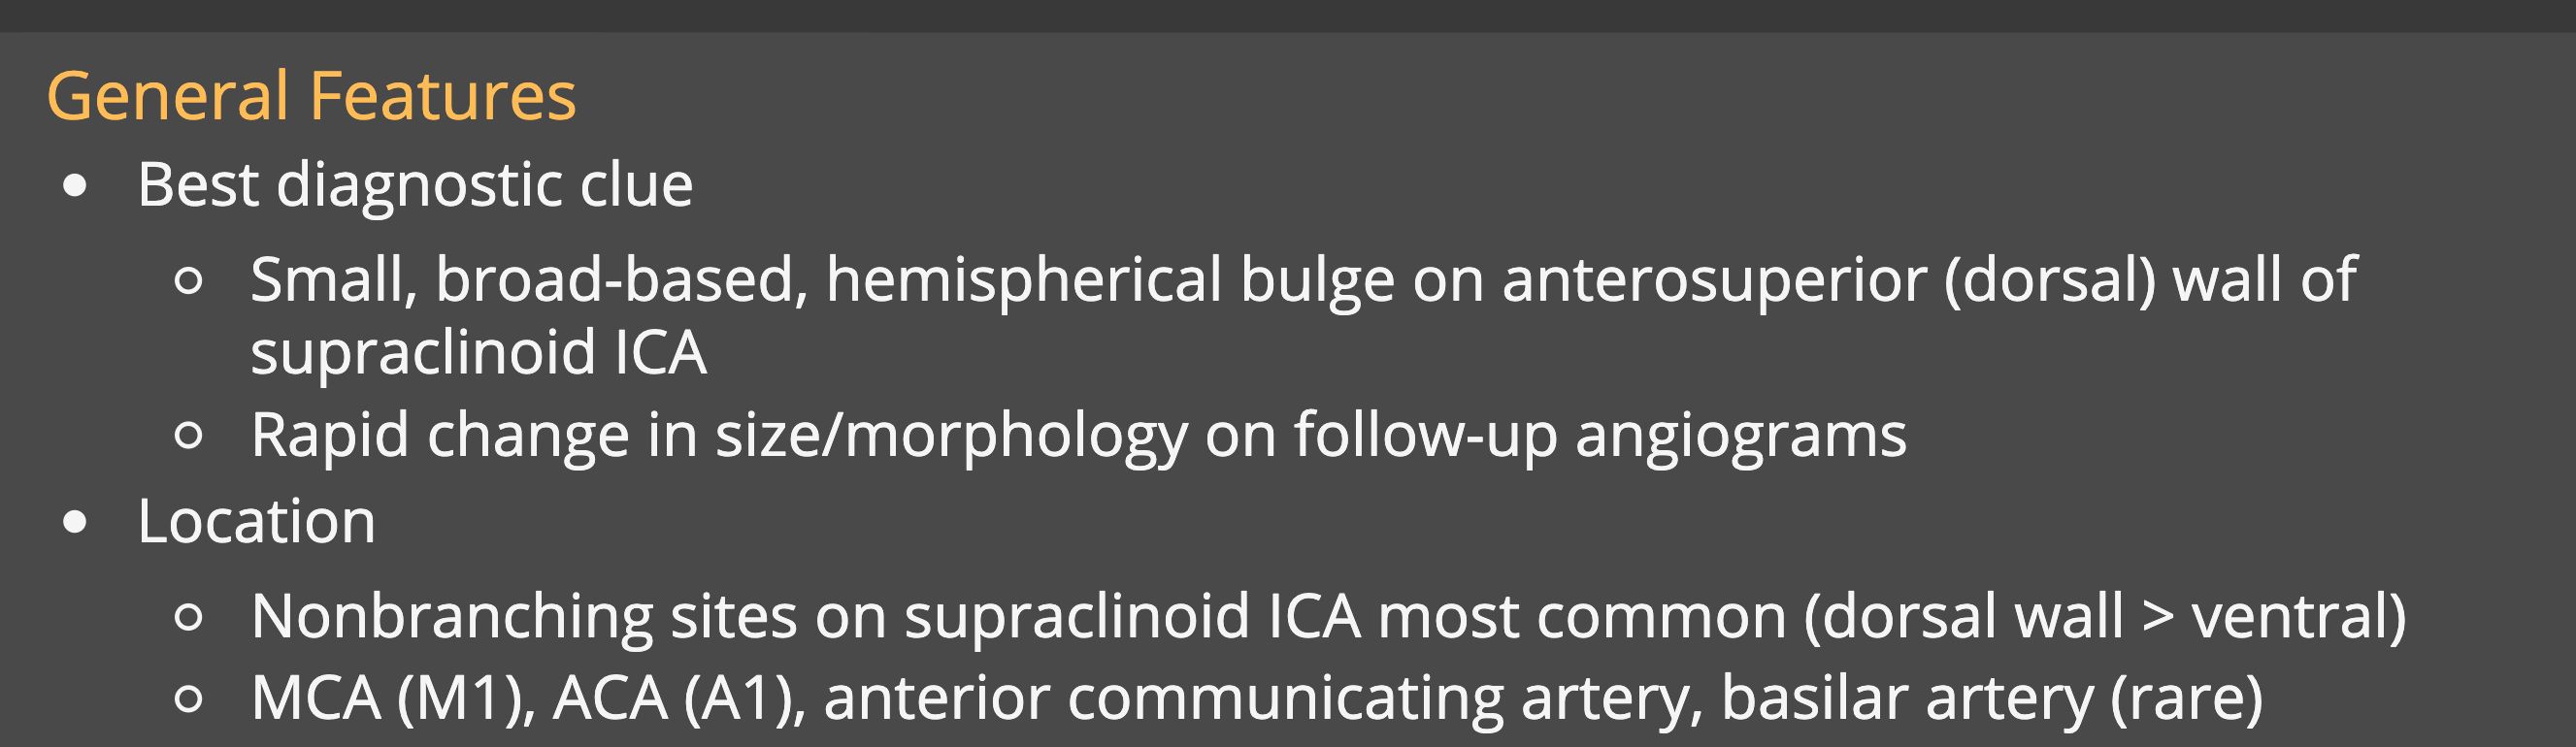 General Features
• Best diagnostic clue
○ Small, broad-based, hemispherical bulge on anterosuperior (dorsal) wall of
supraclinoid ICA
○ Rapid change in size/morphology on follow-up angiograms
• Location
○ Nonbranching sites on supraclinoid ICA most common (dorsal wall > ventral)
○ MCA (M1), ACA (A1), anterior communicating artery, basilar artery (rare)